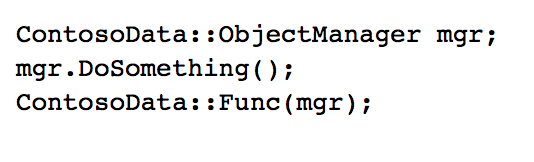 ContosoData::ObjectManager mgr;
mgr.DoSomething();
ContosoData::Func(mgr);